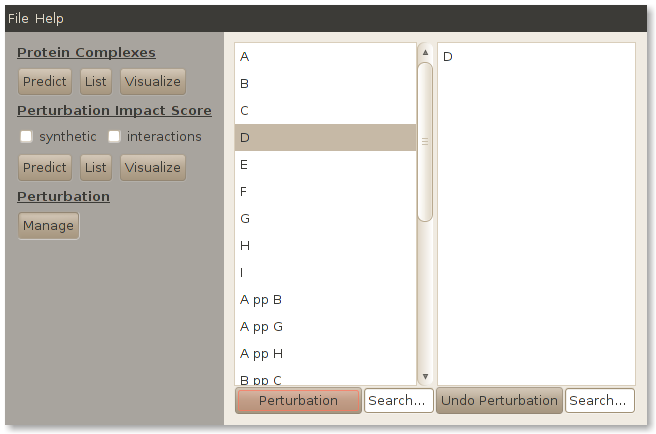 File Help
Protein Complexes
Predict List Visualize
Perturbation Impact Score
synthetic interactions
Predict List Visualize
Perturbation
Manage
A
B
C
D
E
F
G
H
I
A pp B
A pp G
A pp H
B pp C
Perturbation Search...
D
Undo Perturbation Search...